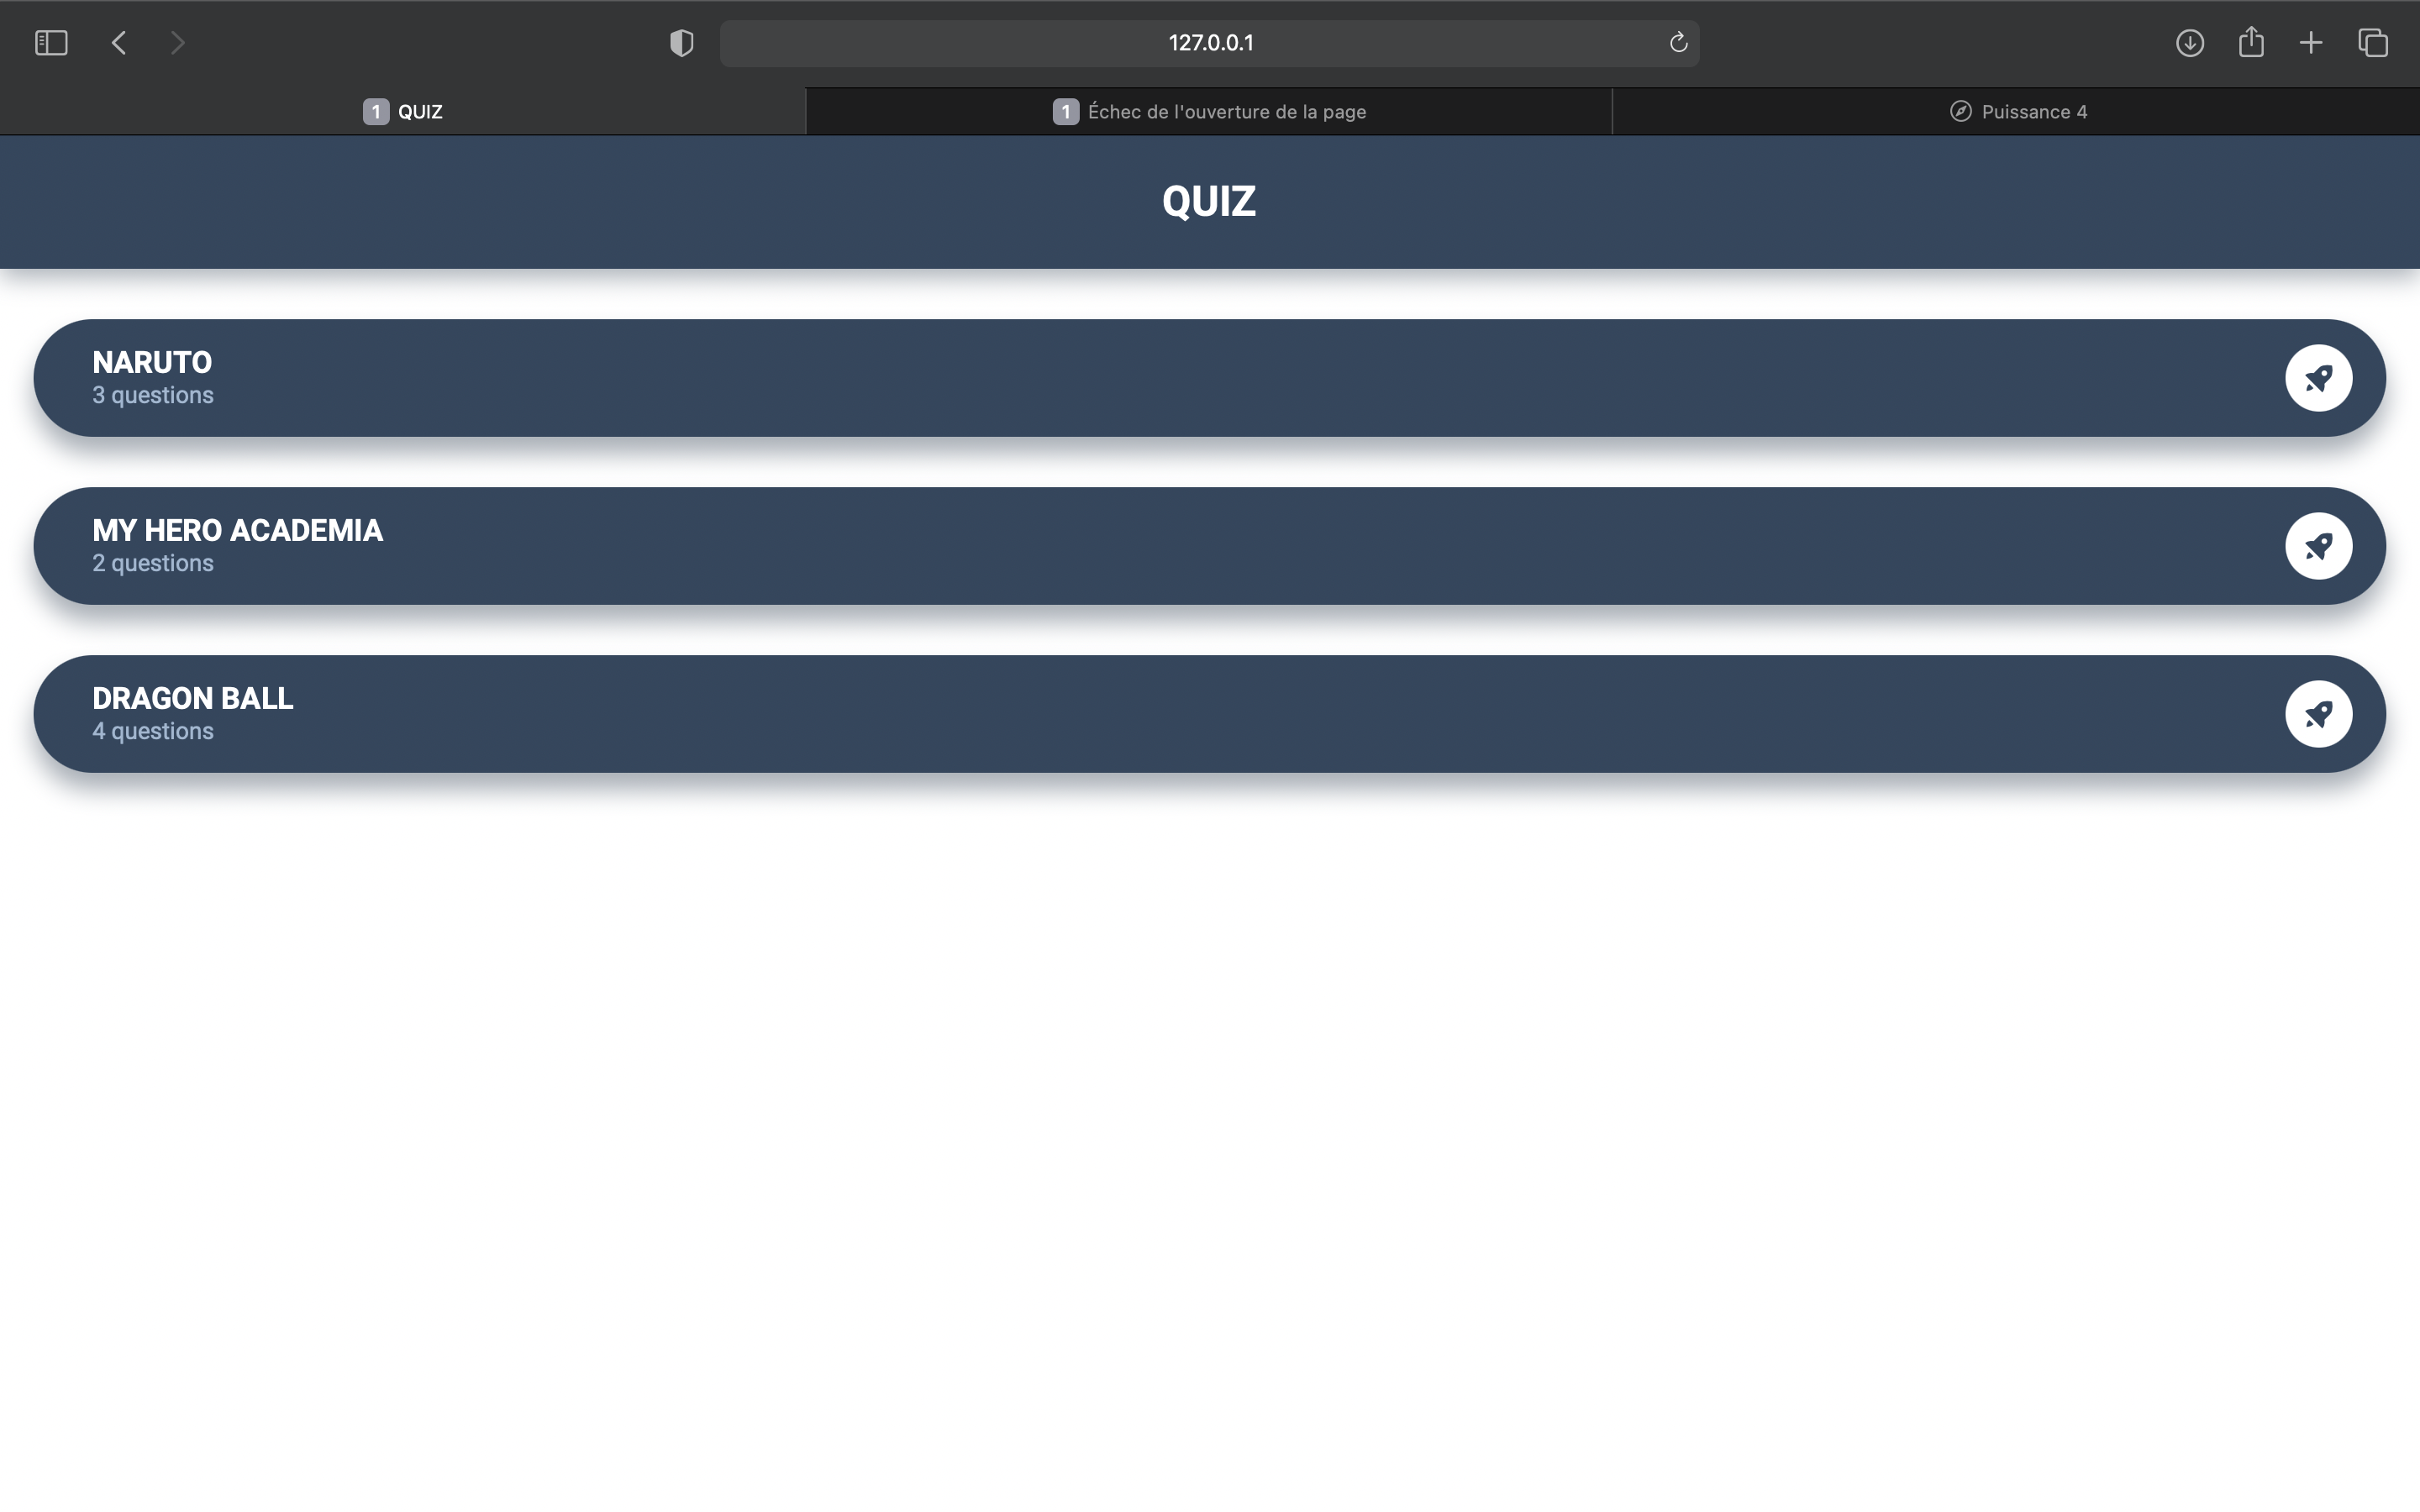 127.0.0.1
1 QUIZ
1 Échec de l'ouverture de la page
Puissance 4
QUIZ
NARUTO
3 questions
MY HERO ACADEMIA
2 questions
DRAGON BALL
4 questions